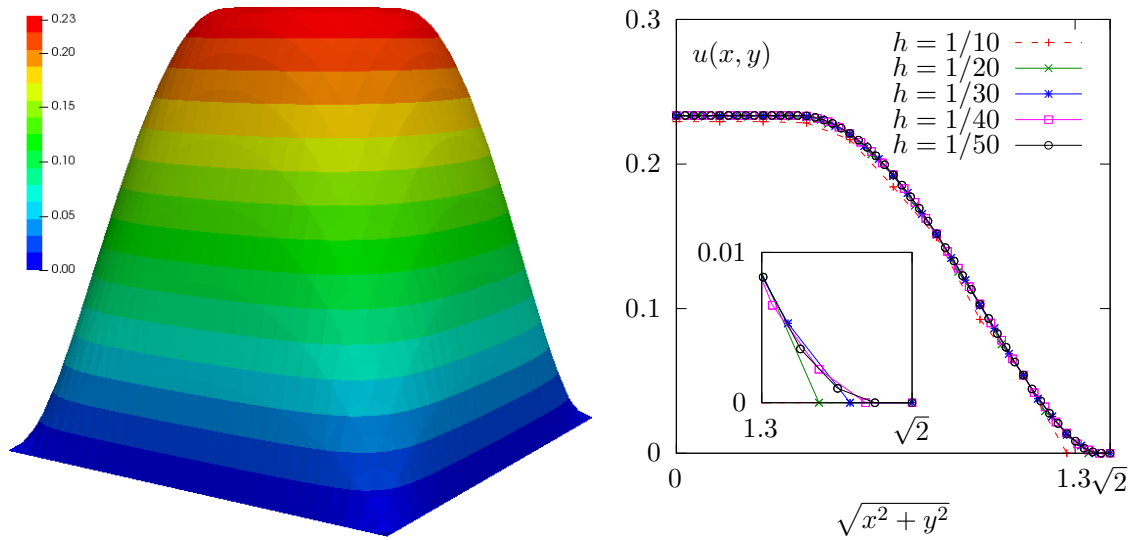 0.23
0.20
0.15
0.10
0.05
0.00
0.3
u(x, y)
h = 1/10
h = 1/20
h = 1/30
h = 1/40
h = 1/50
0.2
0.1
0
0.01
0
1.3
√2
0
1.3
√2
√x² + y²